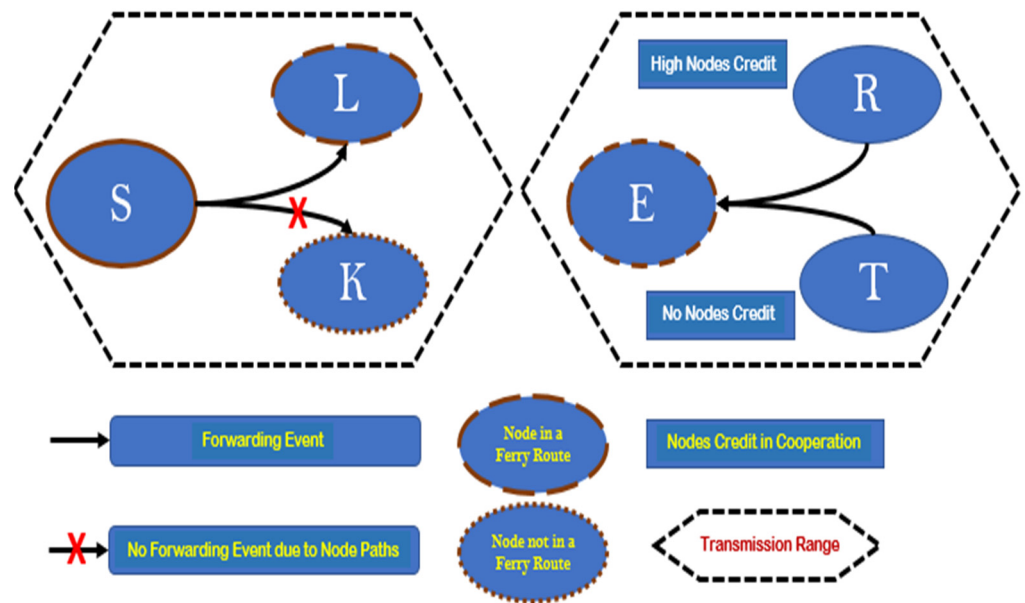 L
S
K
High Nodes Credit
R
E
No Nodes Credit
T
Forwarding Event
Node in a
Ferry Route
Nodes Credit in Cooperation
X
No Forwarding Event due to Node Paths
Node not in a
Ferry Route
Transmission Range